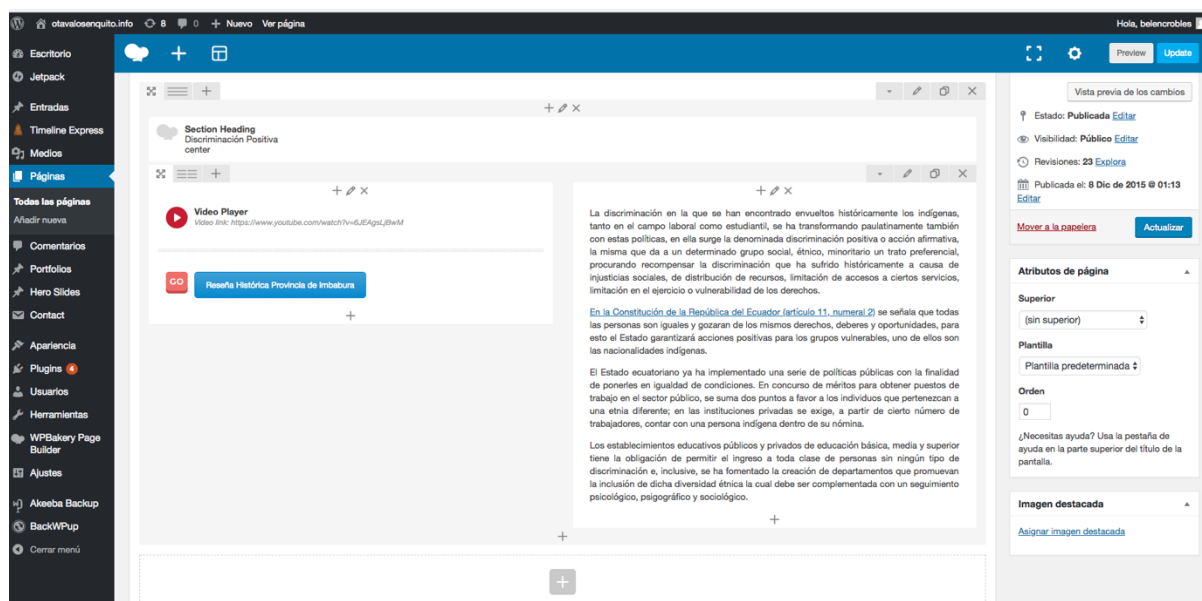 otavalosenquito.info 8 0 + Nuevo Ver página Hola, belencrobles
Escritorio
Jetpack
Entradas
Timeline Express
Medios
Páginas
Todas las páginas
Añadir nueva
Comentarios
Portfolios
Hero Slides
Contact
Apariencia
Plugins 4
Usuarios
Herramientas
WPBakery Page
Builder
Ajustes
Akeeba Backup
BackWPup
Cerrar menú
Preview Update
Section Heading
Discriminación Positiva
center
Video Player
Video link: https://www.youtube.com/watch?v=6JEAgsLjBwM
GO Reseña Histórica Provincia de Imbabura
La discriminación en la que se han encontrado envueltos históricamente los indígenas,
tanto en el campo laboral como estudiantil, se ha transformando paulatinamente también
con estas políticas, en ella surge la denominada discriminación positiva o acción afirmativa,
la misma que da a un determinado grupo social, étnico, minoritario un trato preferencial,
procurando recompensar la discriminación que ha sufrido históricamente a causa de
injusticias sociales, de distribución de recursos, limitación de accesos a ciertos servicios,
limitación en el ejercicio o vulnerabilidad de los derechos.
En la Constitución de la República del Ecuador (artículo 11, numeral 2) se señala que todas
las personas son iguales y gozaran de los mismos derechos, deberes y oportunidades, para
esto el Estado garantizará acciones positivas para los grupos vulnerables, uno de ellos son
las nacionalidades indígenas.
El Estado ecuatoriano ya ha implementado una serie de políticas públicas con la finalidad
de ponerles en igualdad de condiciones. En concurso de méritos para obtener puestos de
trabajo en el sector público, se suma dos puntos a favor a los individuos que pertenezcan a
una etnia diferente; en las instituciones privadas se exige, a partir de cierto número de
trabajadores, contar con una persona indígena dentro de su nómina.
Los establecimientos educativos públicos y privados de educación básica, media y superior
tiene la obligación de permitir el ingreso a toda clase de personas sin ningún tipo de
discriminación e, inclusive, se ha fomentado la creación de departamentos que promuevan
la inclusión de dicha diversidad étnica la cual debe ser complementada con un seguimiento
psicológico, psigográfico y sociológico.
Vista previa de los cambios
Estado: Publicada Editar
Visibilidad: Público Editar
Revisiones: 23 Explora
Publicada el: 8 Dic de 2015 @ 01:13
Editar
Mover a la papelera Actualizar
Atributos de página
Superior
(sin superior)
Plantilla
Plantilla predeterminada
Orden
0
¿Necesitas ayuda? Usa la pestaña de
ayuda en la parte superior del título de la
pantalla.
Imagen destacada
Asignar imagen destacada